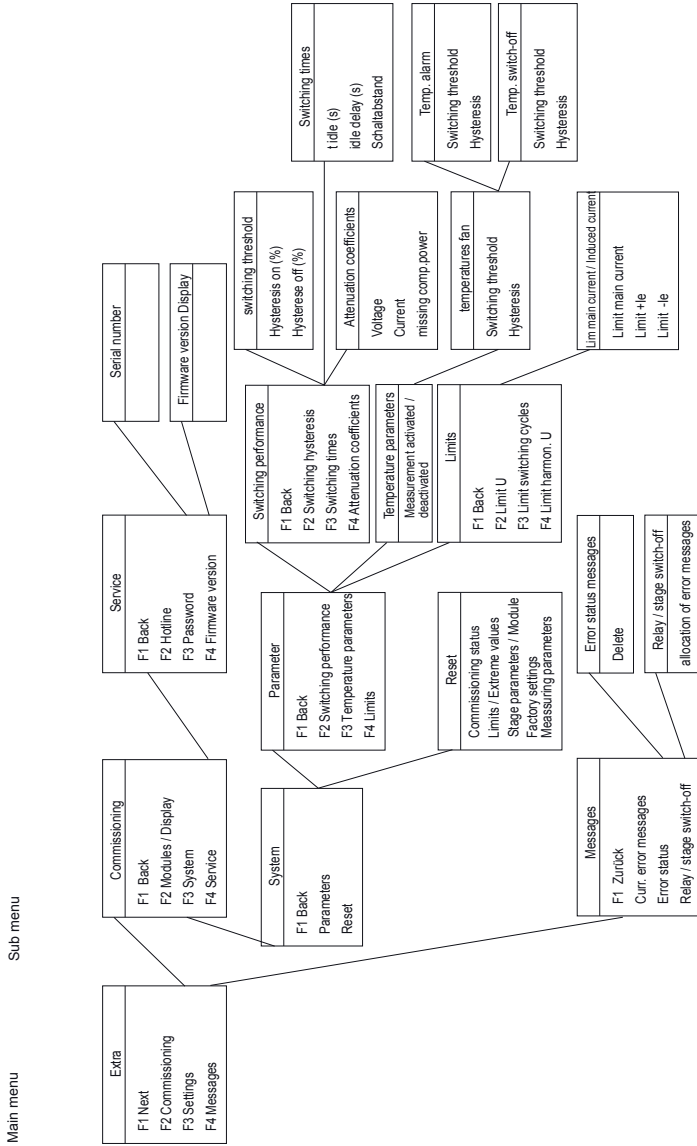 Main menu
Sub menu
Extra
F1 Next
F2 Commissioning
F3 Settings
F4 Messages
Commissioning
F1 Back
F2 Modules / Display
F3 System
F4 Service
Service
F1 Back
F2 Hotline
F3 Password
F4 Firmware version
Serial number
Firmware version Display
System
F1 Back
Parameters
Reset
Parameter
F1 Back
F2 Switching performance
F3 Temperature parameters
F4 Limits
Switching performance
F1 Back
F2 Switching hysteresis
F3 Switching times
F4 Attenuation coefficients
switching threshold
Hysteresis on (%)
Hysterese off (%)
Switching times
t idle (s)
idle delay (s)
Schaltabstand
Attenuation coefficients
Voltage
Current
missing comp.power
Temperature parameters
Measurement activated /
deactivated
temperatures fan
Switching threshold
Hysteresis
Temp. alarm
Switching threshold
Hysteresis
Temp. switch-off
Switching threshold
Hysteresis
Limits
F1 Back
F2 Limit U
F3 Limit switching cycles
F4 Limit harmon. U
Lim main current / Induced current
Limit main current
Limit +Ie
Limit -Ie
Reset
Commissioning status
Limits / Extreme values
Stage parameters / Module
Factory settings
Meassuring parameters
Messages
F1 Zurück
Curr. error messages
Error status
Relay / stage switch-off
Error status messages
Delete
Relay / stage switch-off
allocation of error messages